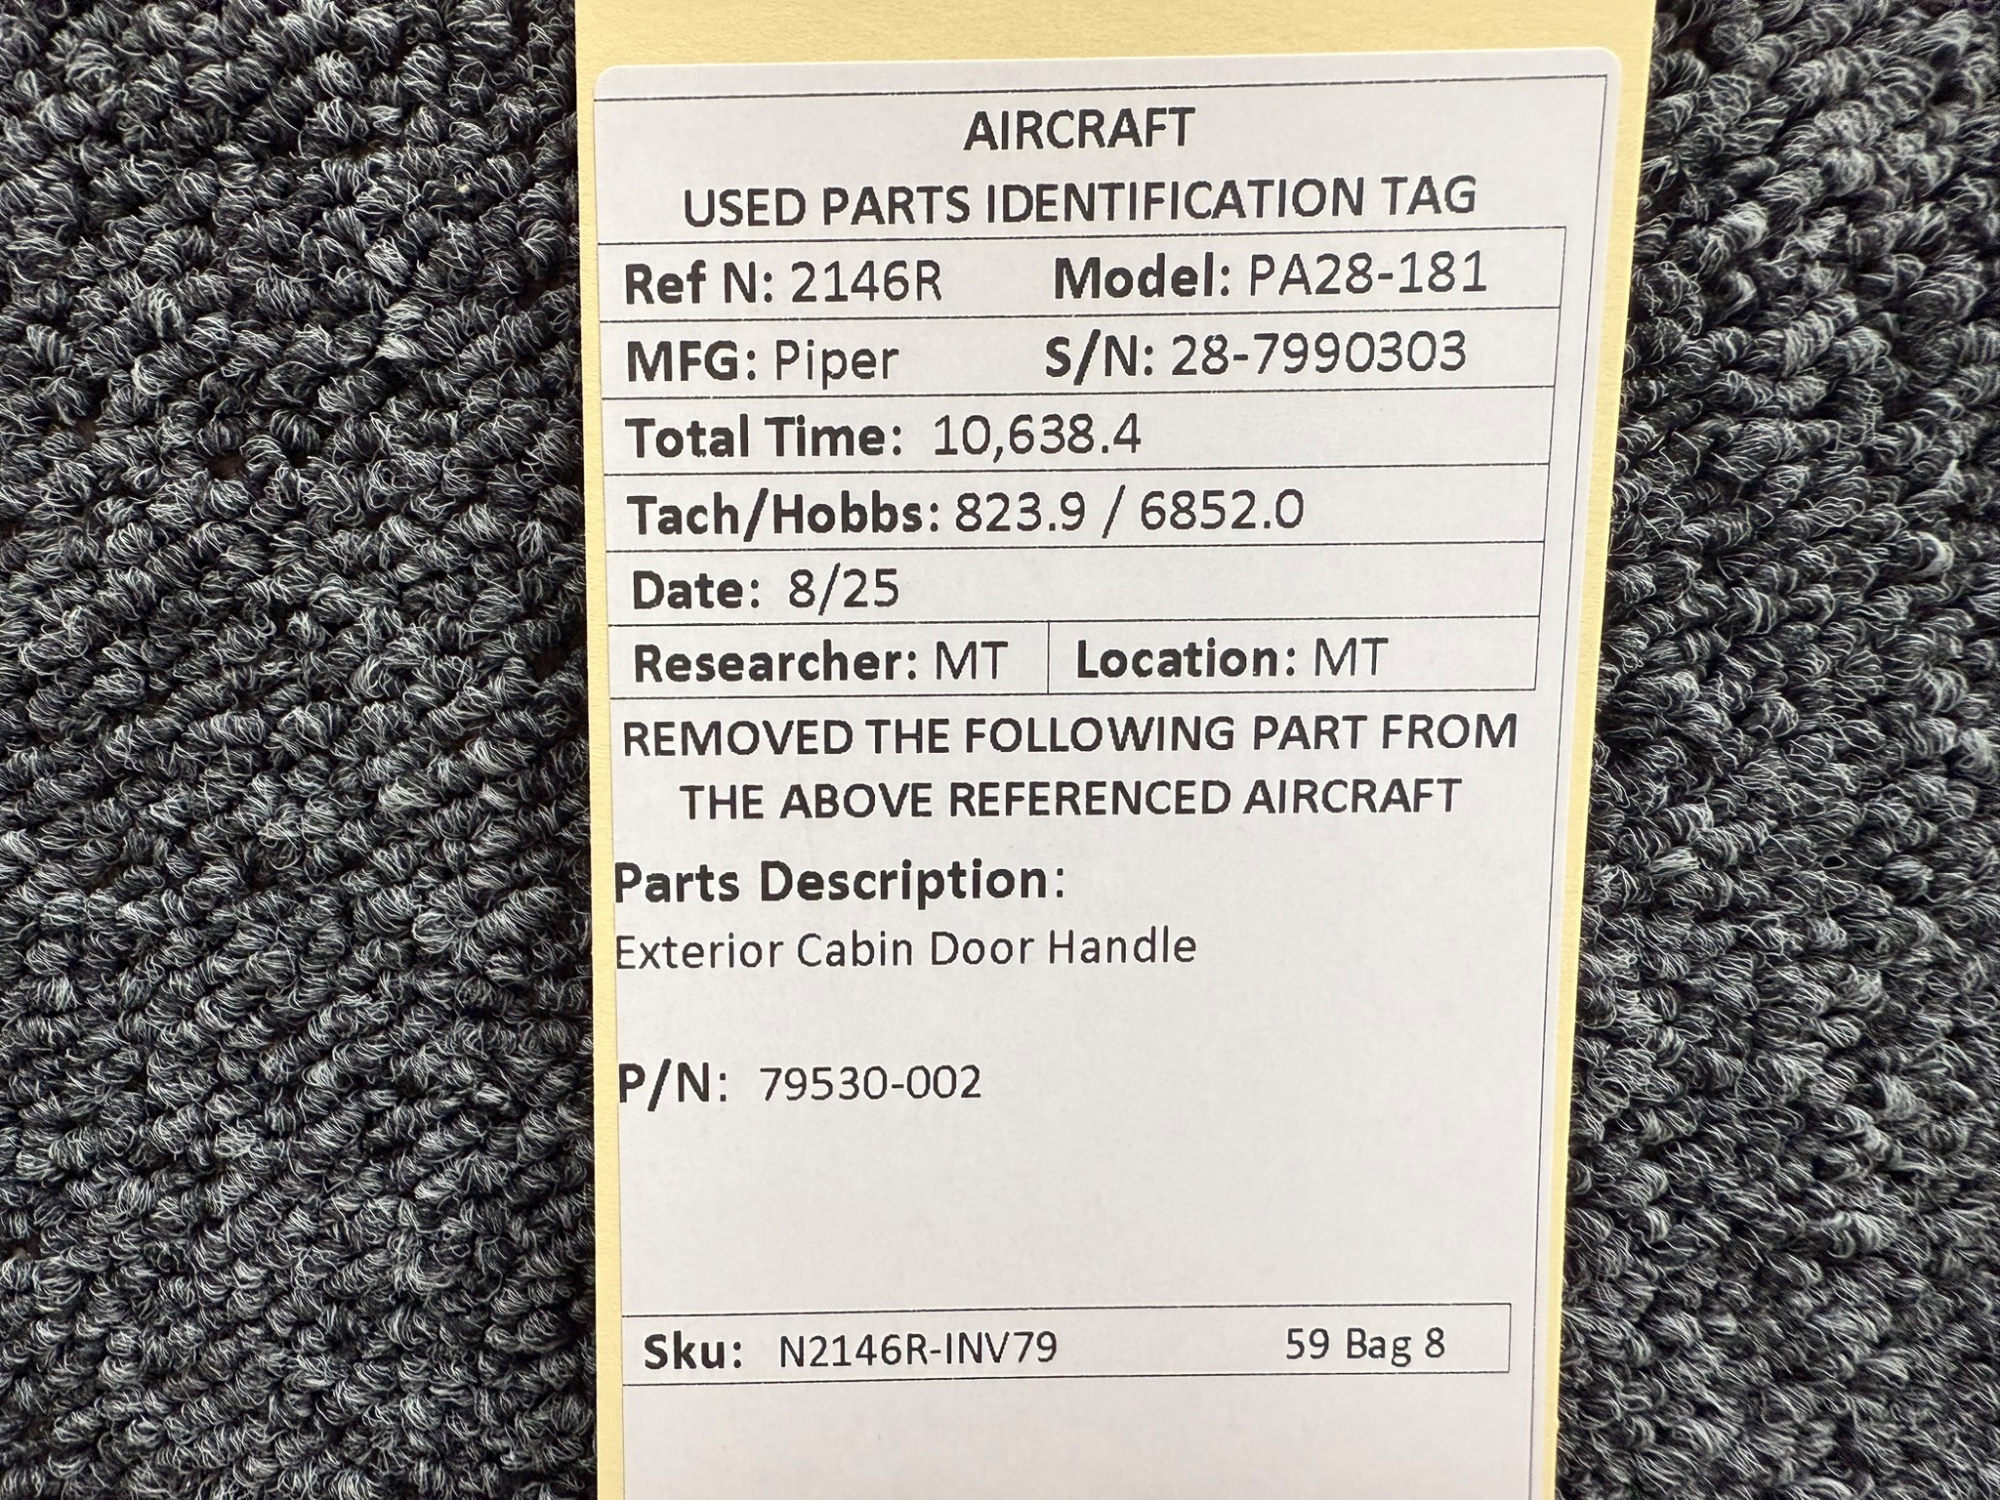 AIRCRAFT
USED PARTS IDENTIFICATION TAG
Ref N: 2146R Model: PA28-181
MFG: Piper S/N: 28-7990303
Total Time: 10,638.4
Tach/Hobbs: 823.9 / 6852.0
Date: 8/25
Researcher: MT Location: MT
REMOVED THE FOLLOWING PART FROM
THE ABOVE REFERENCED AIRCRAFT
Parts Description:
Exterior Cabin Door Handle
P/N: 79530-002
Sku: N2146R-INV79 59 Bag 8